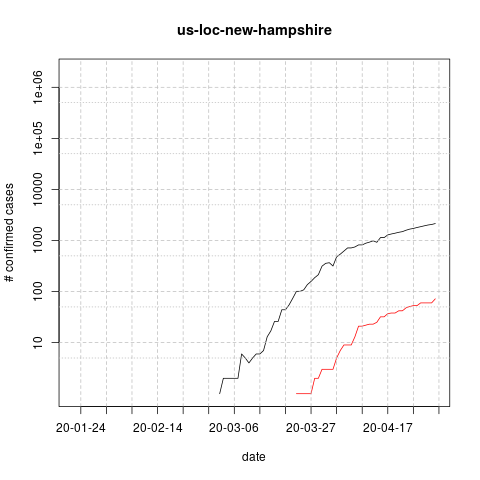 us-loc-new-hampshire
1e+06
1e+05
10000
1000
100
10
# confirmed cases
20-01-24 20-02-14 20-03-06 20-03-27 20-04-17
date